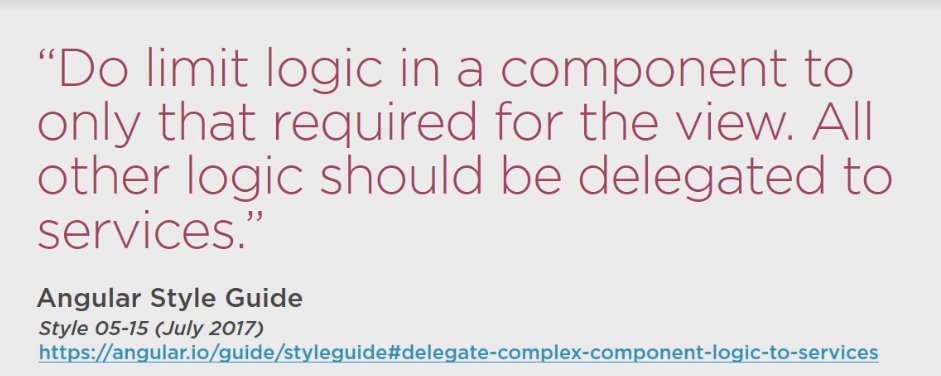 “Do limit logic in a component to
only that required for the view. All
other logic should be delegated to
services.”
Angular Style Guide
Style 05-15 (July 2017)
https://angular.io/guide/styleguide#delegate-complex-component-logic-to-services